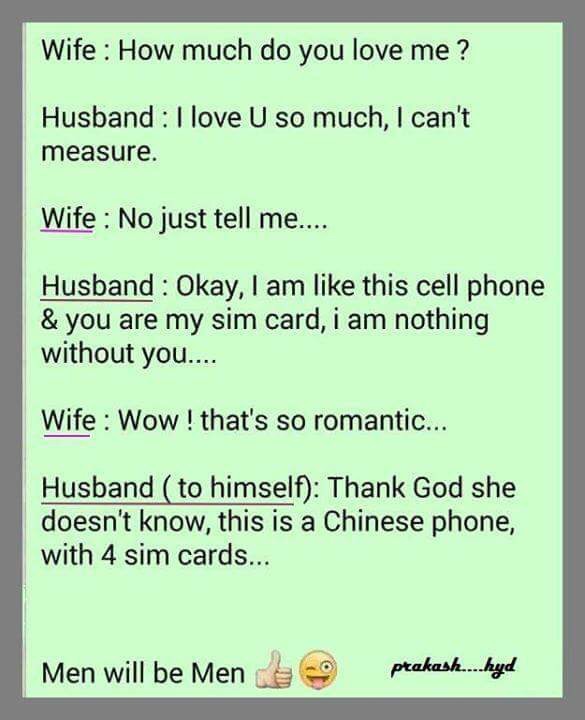 Wife : How much do you love me ?
Husband : I love U so much, I can't
measure.
Wife : No just tell me....
Husband : Okay, I am like this cell phone
& you are my sim card, i am nothing
without you....
Wife : Wow ! that's so romantic...
Husband ( to himself): Thank God she
doesn't know, this is a Chinese phone,
with 4 sim cards...
Men will be Men 👍😜 prakash....hyd